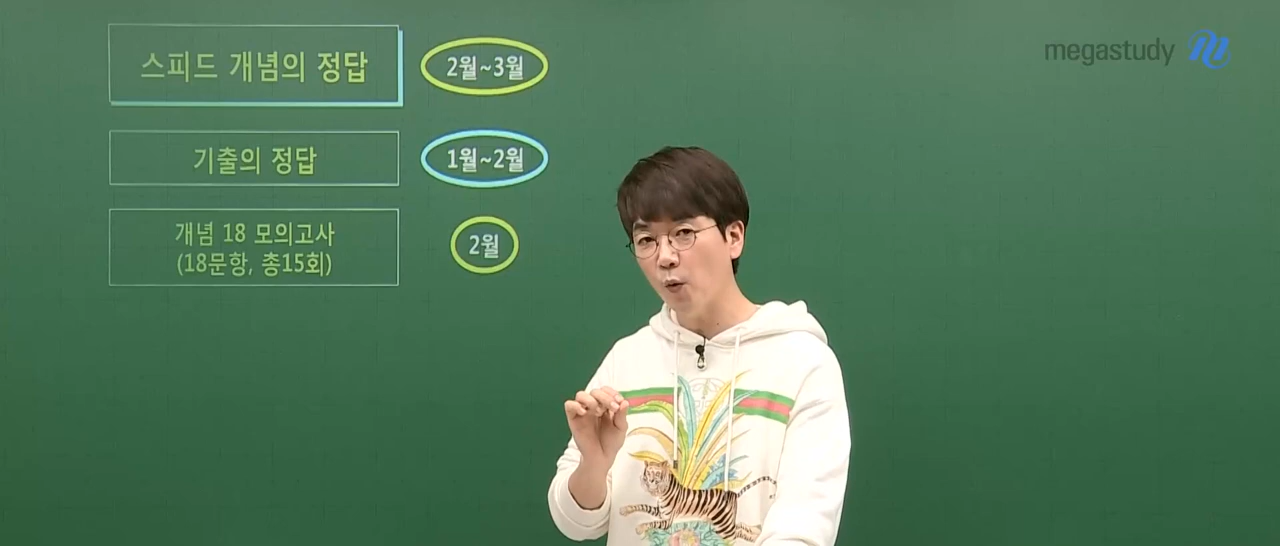 스피드 개념의 정답
2월~3월
megastudy
기출의 정답
1월~2월
개념 18 모의고사
(18문항, 총15회)
2월